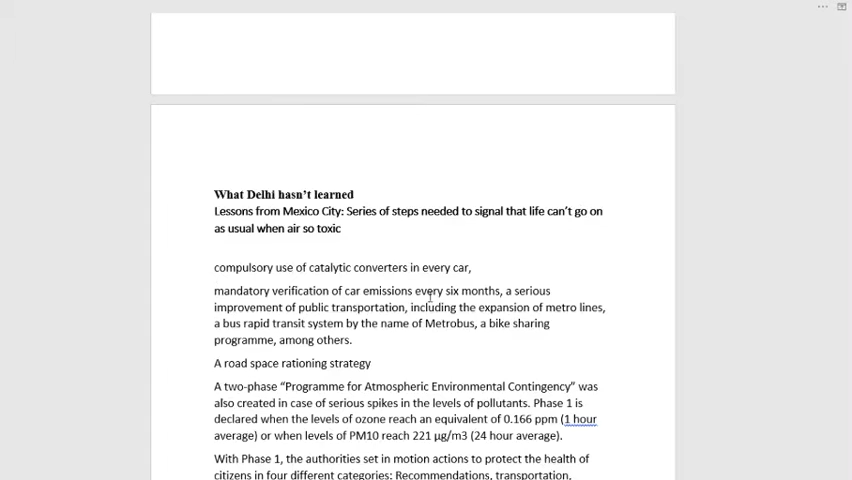 What Delhi hasn't learned
Lessons from Mexico City: Series of steps needed to signal that life can't go on
as usual when air so toxic
compulsory use of catalytic converters in every car,
mandatory verification of car emissions every six months, a serious
improvement of public transportation, including the expansion of metro lines,
a bus rapid transit system by the name of Metrobus, a bike sharing
programme, among others.
A road space rationing strategy
A two-phase “Programme for Atmospheric Environmental Contingency” was
also created in case of serious spikes in the levels of pollutants. Phase 1 is
declared when the levels of ozone reach an equivalent of 0.166 ppm (1 hour
average) or when levels of PM10 reach 221 µg/m3 (24 hour average).
With Phase 1, the authorities set in motion actions to protect the health of
citizens in four different categories: Recommendations, transportation,